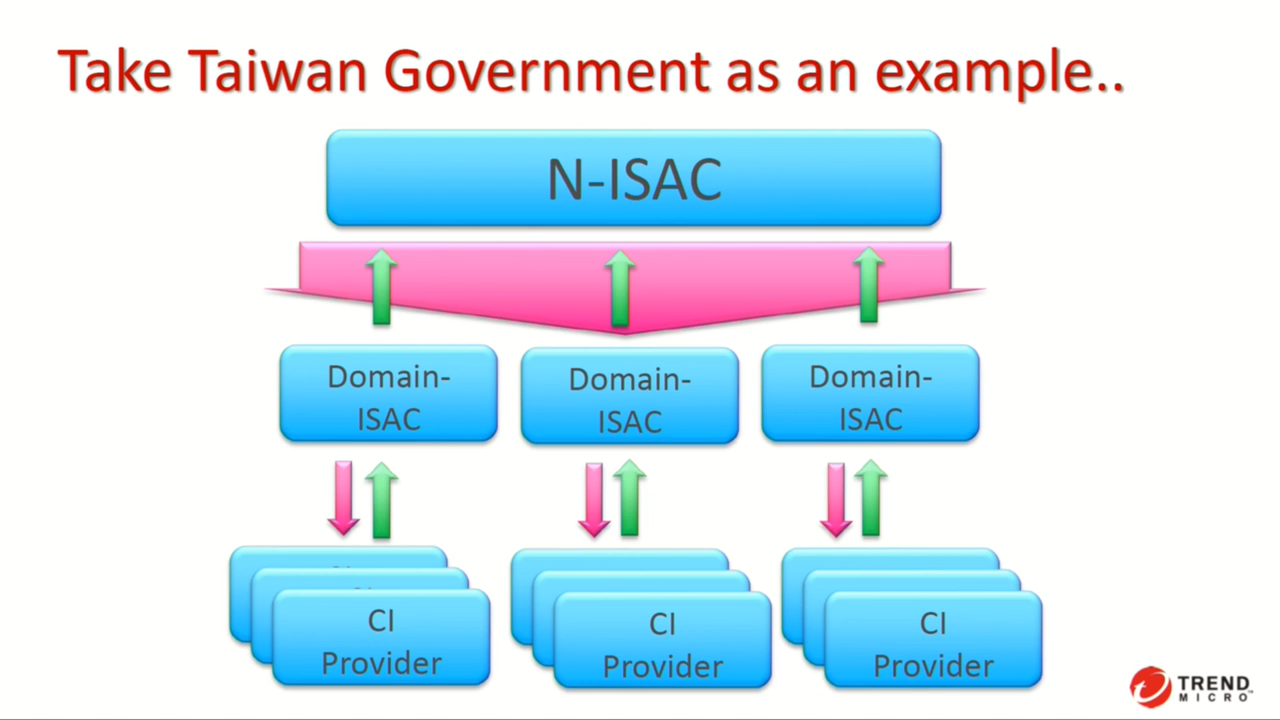 Take Taiwan Government as an example..
N-ISAC
Domain-
ISAC
Domain-
ISAC
Domain-
ISAC
CI
Provider
CI
Provider
CI
Provider
TREND
MICRO™